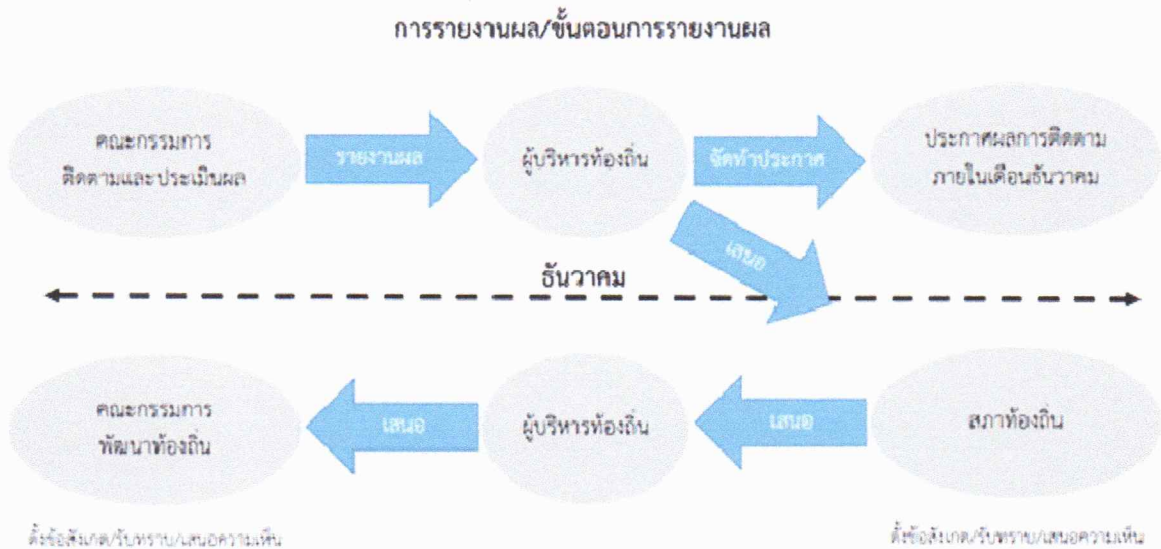 การรายงานผล/ขั้นตอนการรายงานผล
คณะกรรมการ
ติดตามและประเมินผล
รายงานผล
ผู้บริหารท้องถิ่น
จัดทำประกาศ
ประกาศผลการติดตาม
ภายในเดือนธันวาคม
เสนอ
ธันวาคม
คณะกรรมการ
พัฒนาท้องถิ่น
เสนอ
ผู้บริหารท้องถิ่น
เสนอ
สภาท้องถิ่น
ตั้งข้อสังเกต/รับทราบ/เสนอความเห็น
ตั้งข้อสังเกต/รับทราบ/เสนอความเห็น